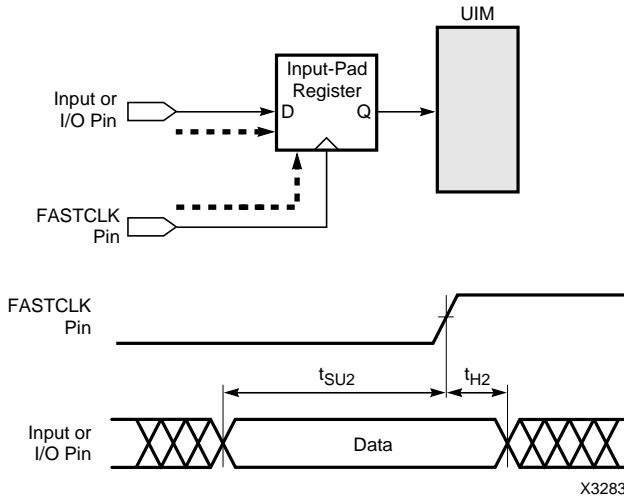 UIM
Input-Pad
Register
Input or
I/O Pin
D
Q
FASTCLK
Pin
FASTCLK
Pin
tSU2
tH2
Input or
I/O Pin
Data
X3283